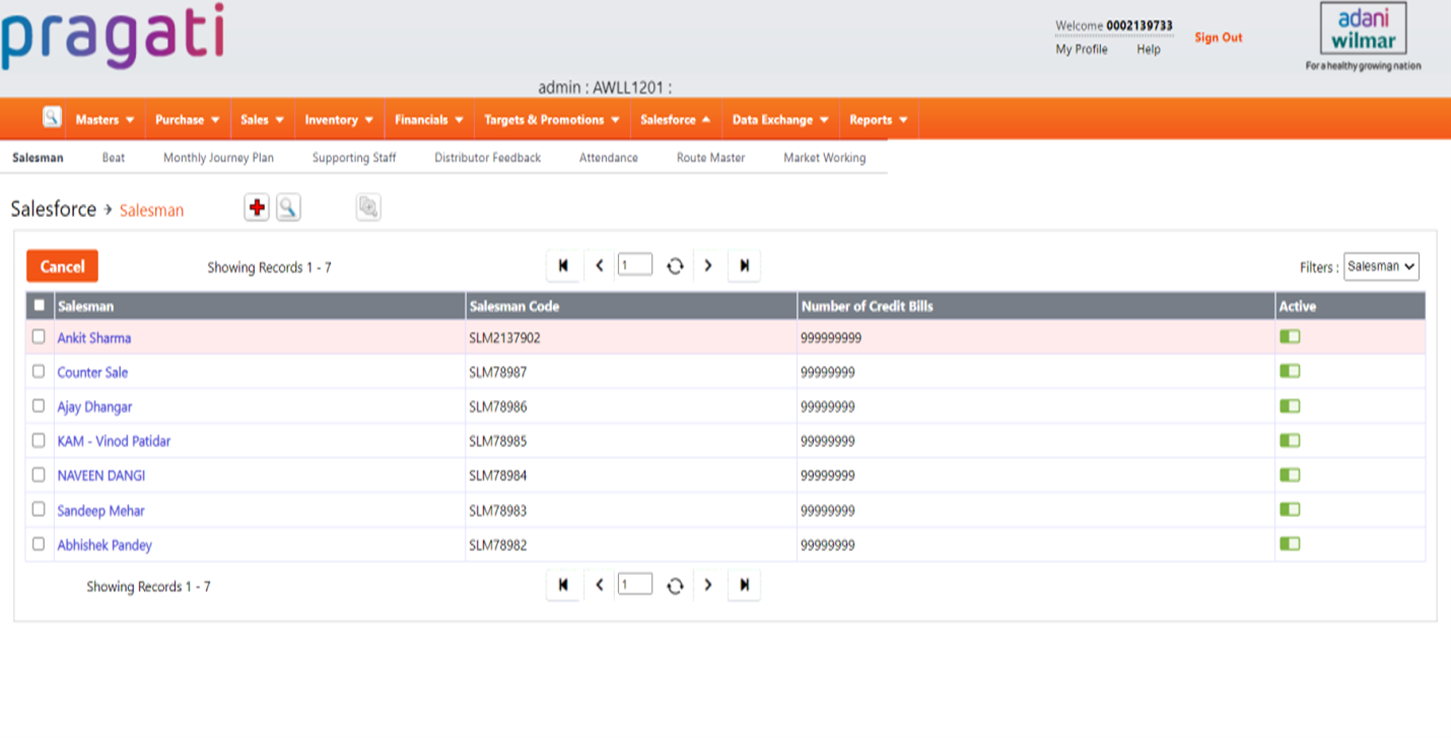 pragati
Welcome 0002139733
My Profile Help
Sign Out
adani
wilmar
For a healthy growing nation
admin : AWLL1201 :
Masters Purchase Sales Inventory Financials Targets & Promotions Salesforce Data Exchange Reports
Salesman Beat Monthly Journey Plan Supporting Staff Distributor Feedback Attendance Route Master Market Working
Salesforce → Salesman
Cancel Showing Records 1 - 7 1 Filters : Salesman
Salesman Salesman Code Number of Credit Bills Active
Ankit Sharma SLM2137902 999999999
Counter Sale SLM78987 99999999
Ajay Dhangar SLM78986 99999999
KAM - Vinod Patidar SLM78985 99999999
NAVEEN DANGI SLM78984 99999999
Sandeep Mehar SLM78983 99999999
Abhishek Pandey SLM78982 99999999
Showing Records 1 - 7 1